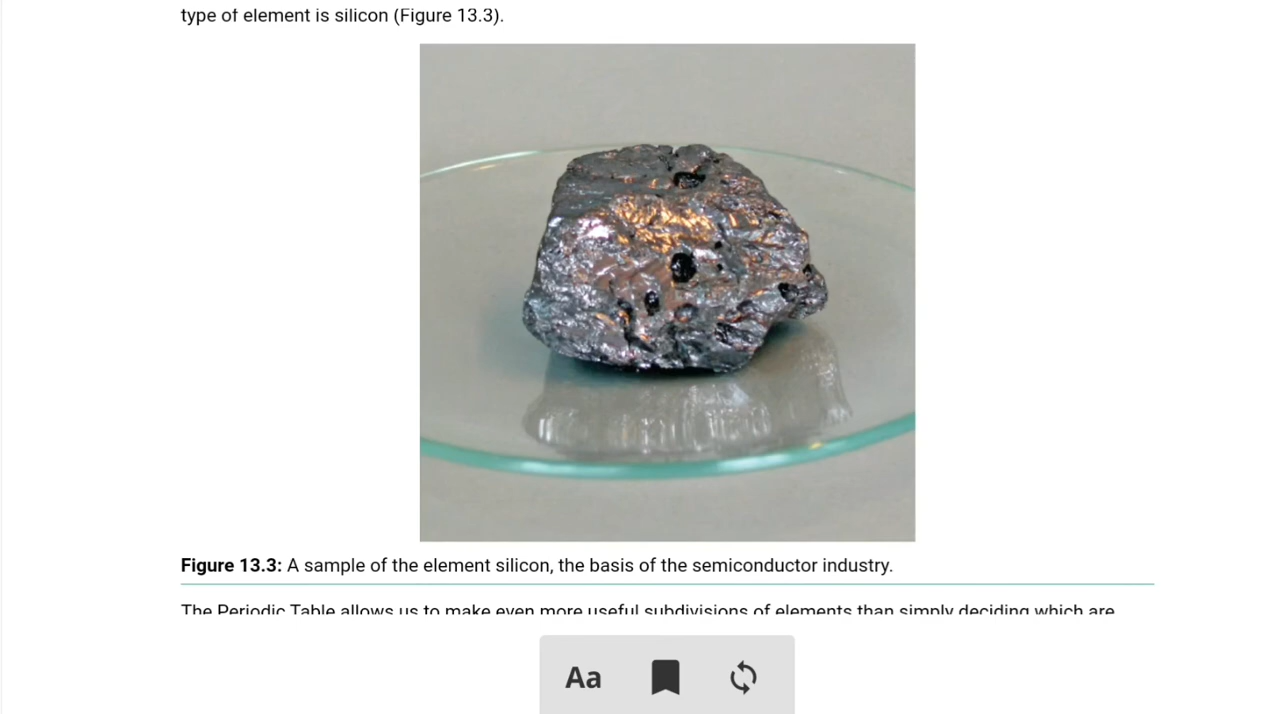 type of element is silicon (Figure 13.3).
Figure 13.3: A sample of the element silicon, the basis of the semiconductor industry.
The Periodic Table allows us to make even more useful subdivisions of elements than simply deciding which are
Aa